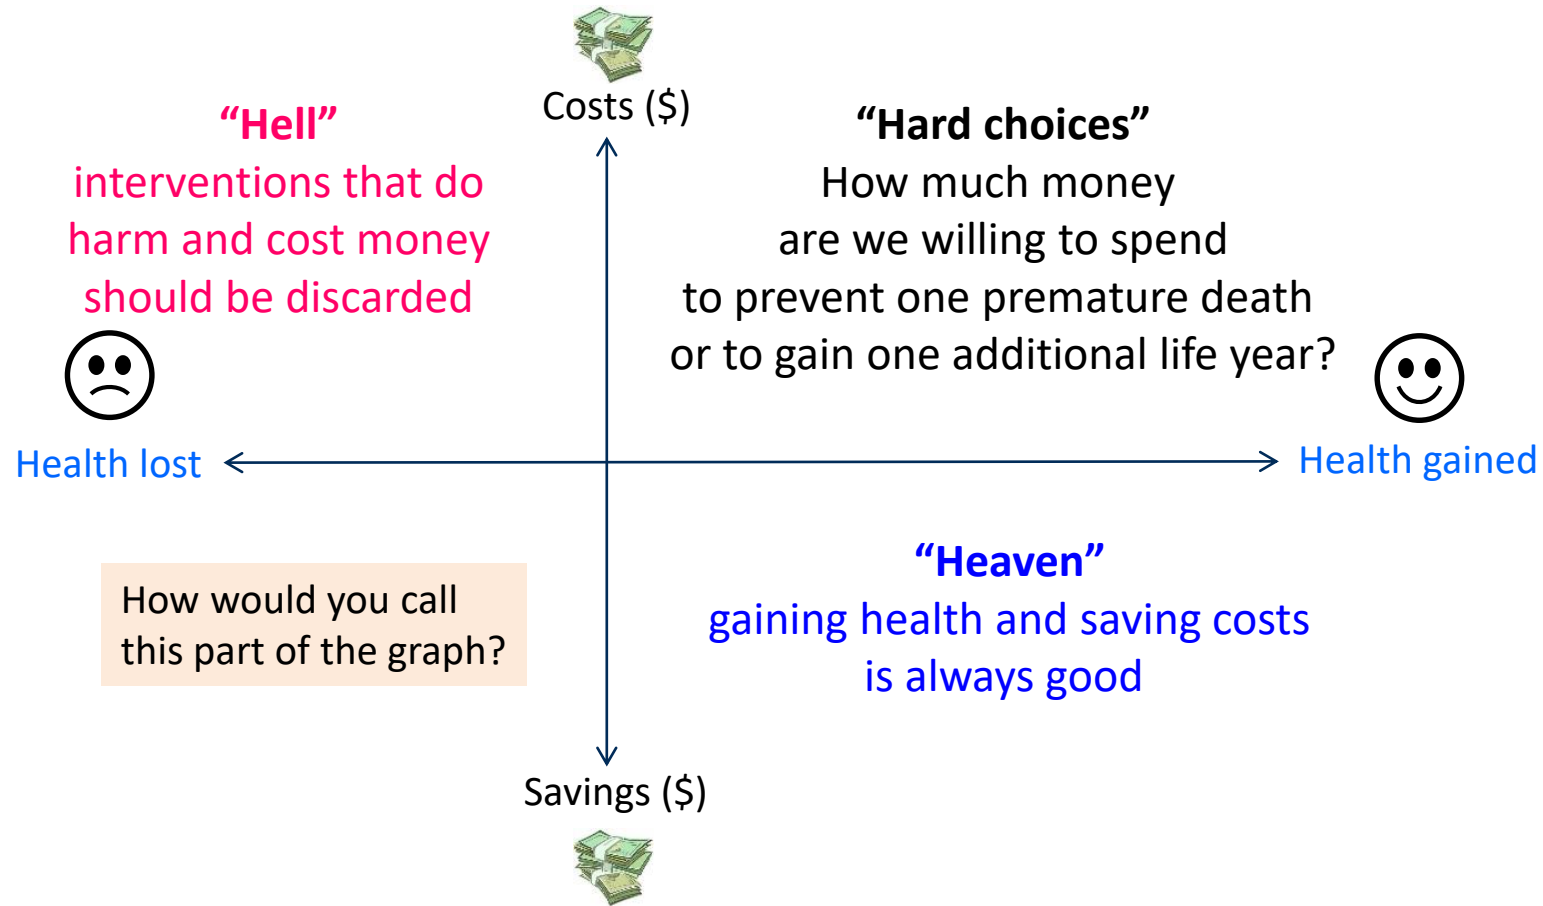 Costs ($)
“Hell”
interventions that do
harm and cost money
should be discarded
“Hard choices”
How much money
are we willing to spend
to prevent one premature death
or to gain one additional life year?
Health lost
Health gained
How would you call
this part of the graph?
“Heaven”
gaining health and saving costs
is always good
Savings ($)